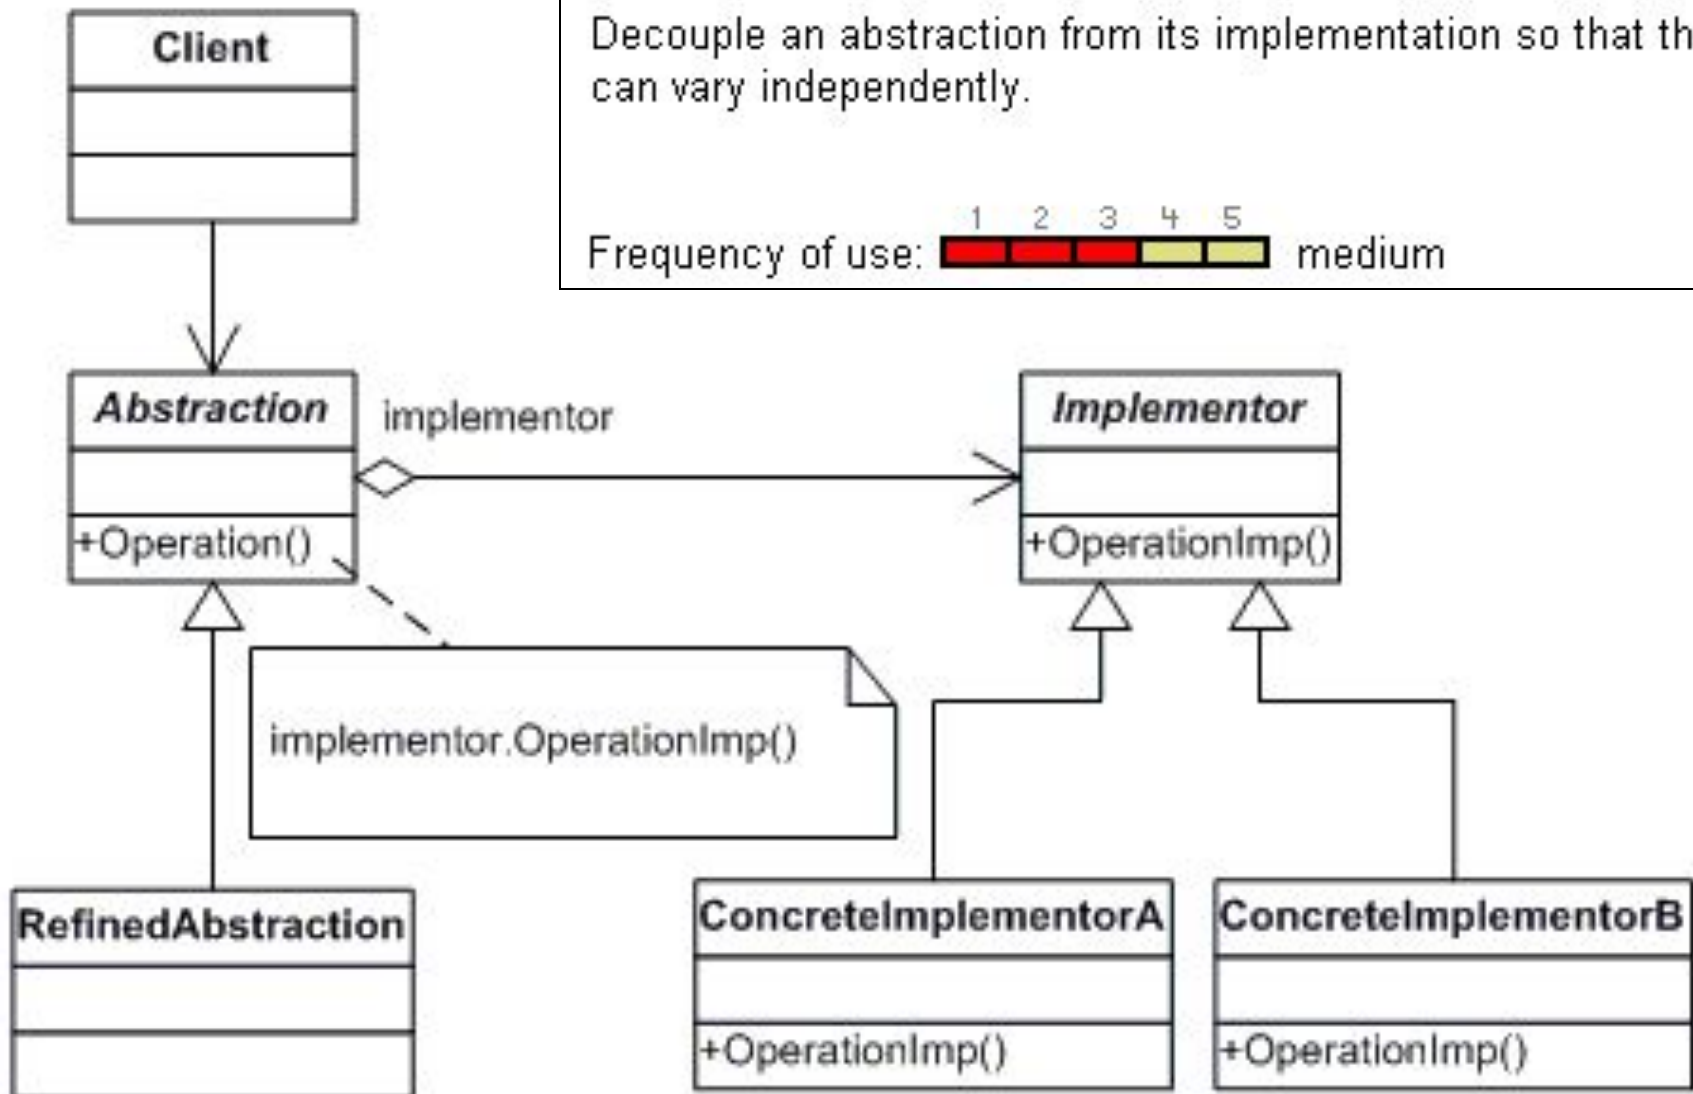 Client
Decouple an abstraction from its implementation so that th
can vary independently.
1 2 3 4 5
Frequency of use: medium
Abstraction
implementor
Implementor
+Operation()
+OperationImp()
implementor.OperationImp()
RefinedAbstraction
ConcreteImplementorA
ConcreteImplementorB
+OperationImp()
+OperationImp()